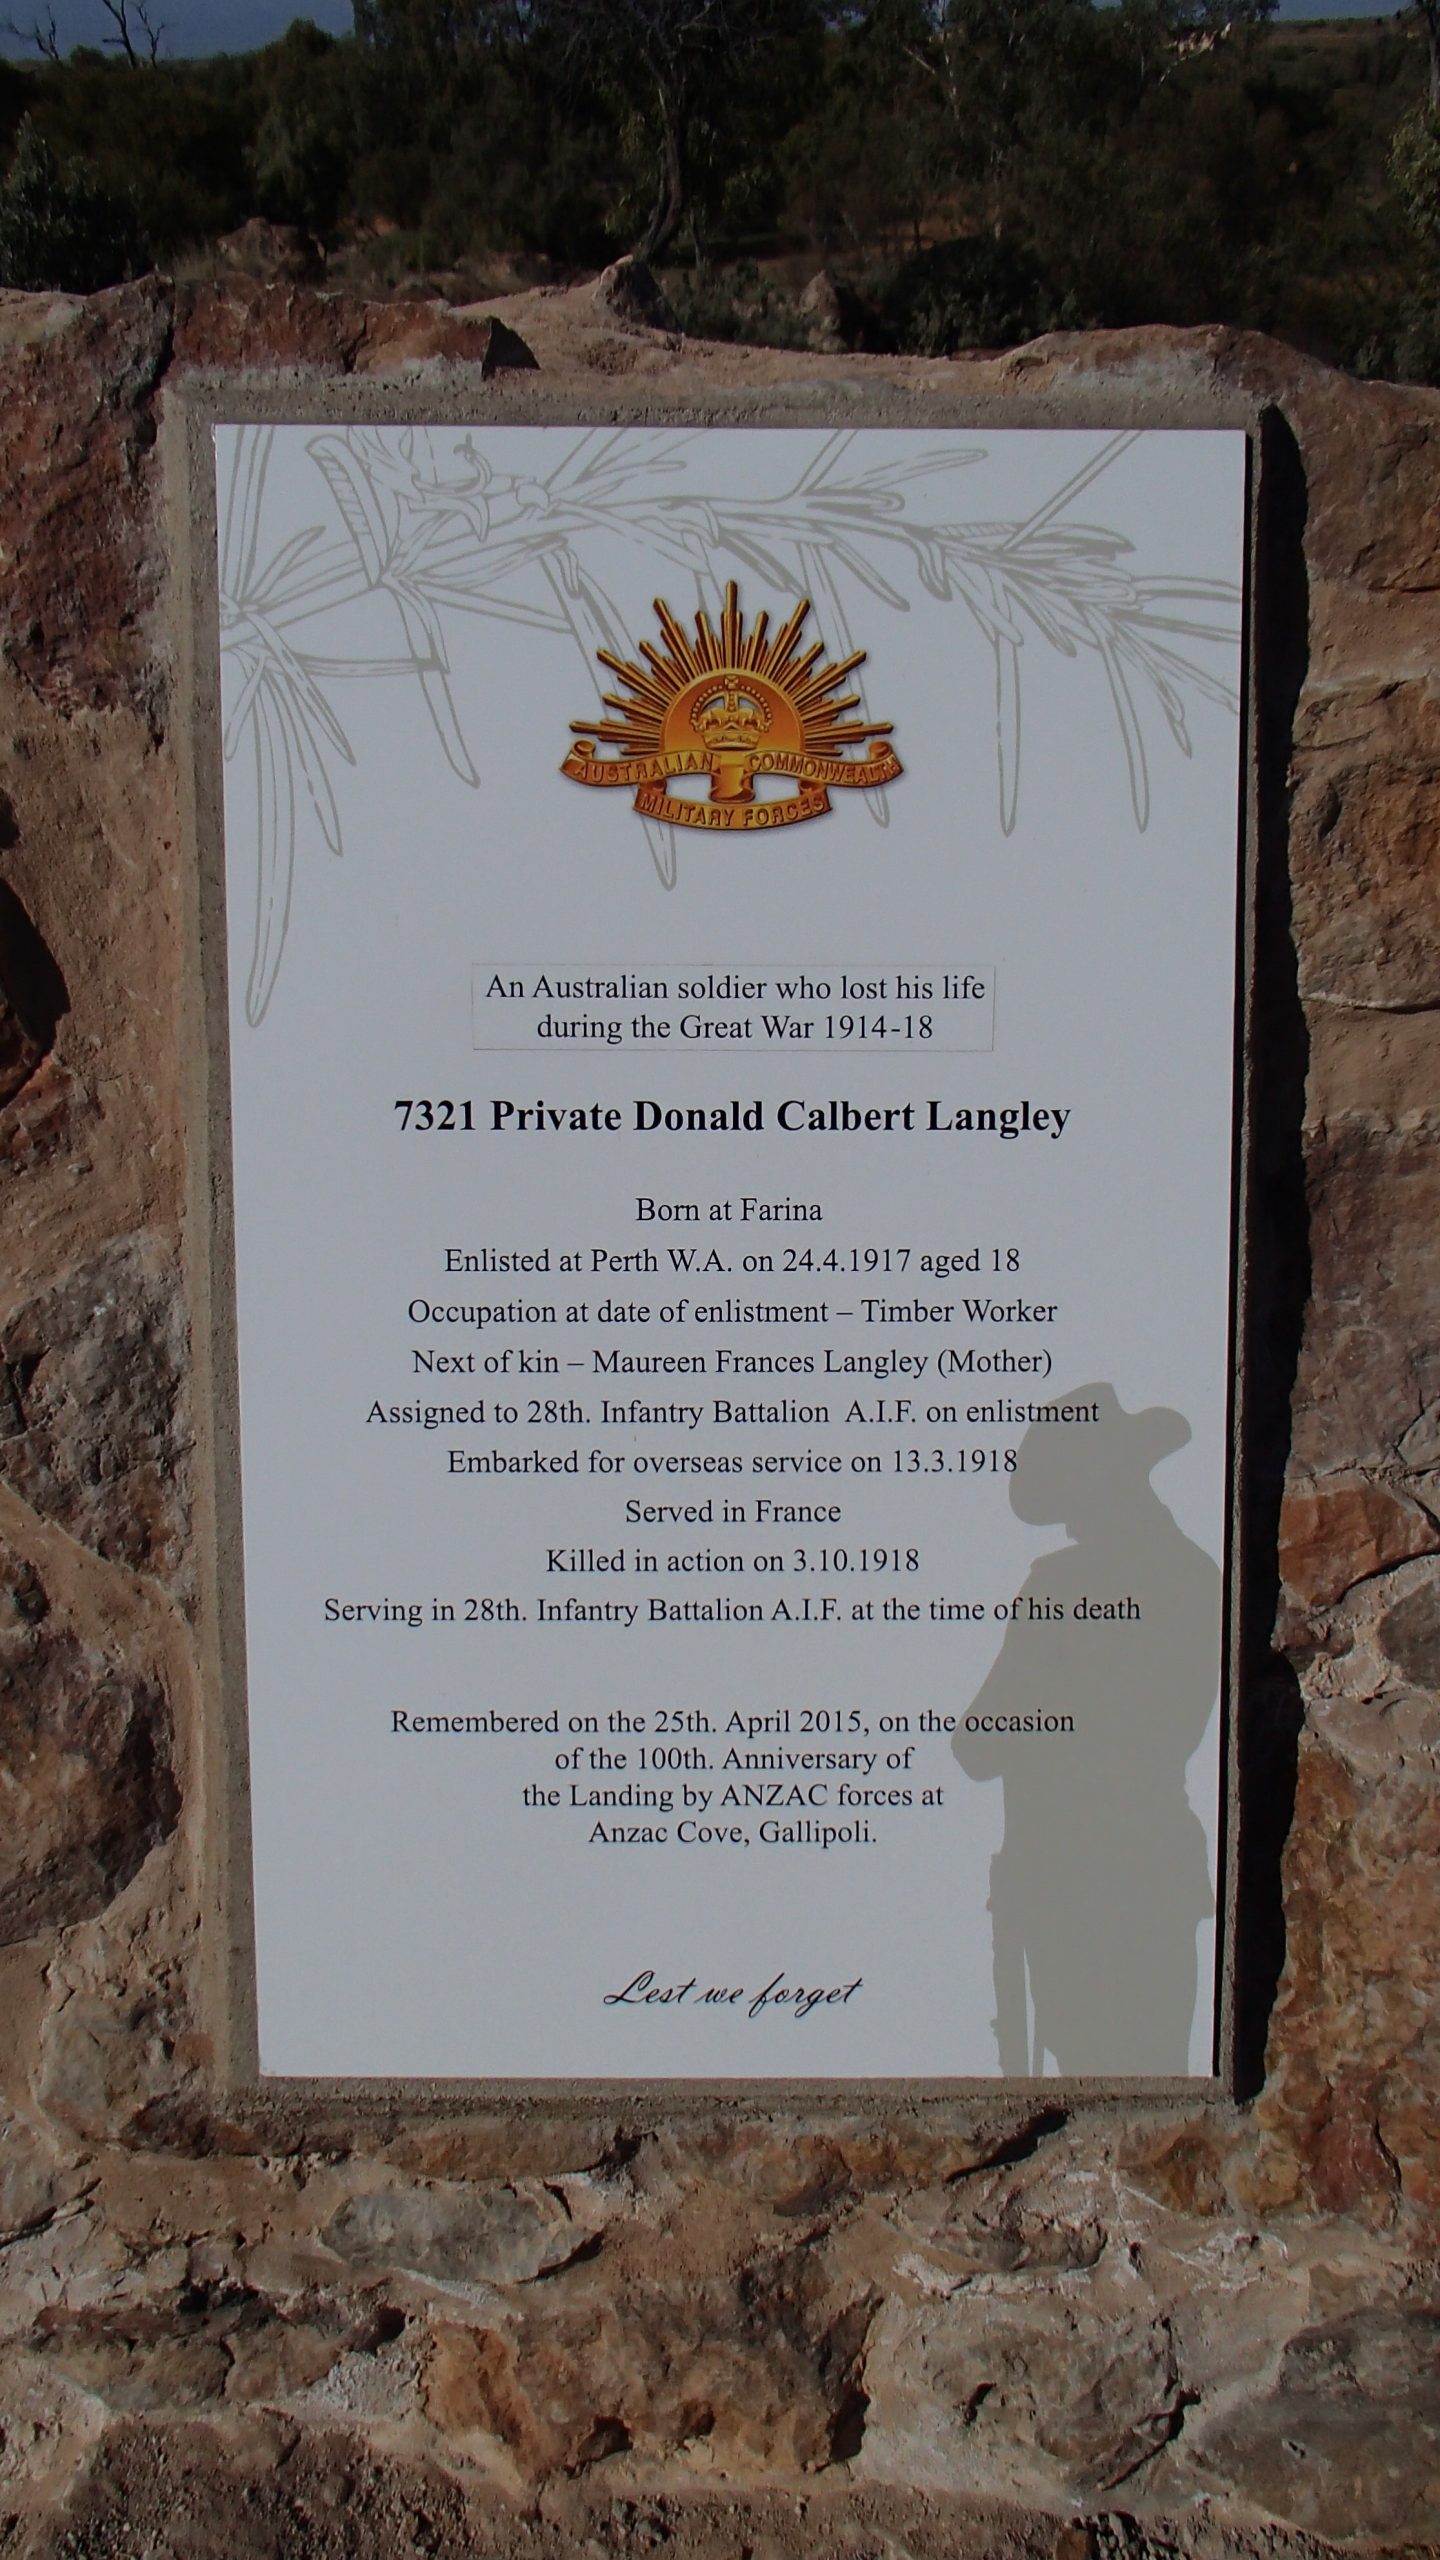 AUSTRALIAN COMMONWEALTH
MILITARY FORCES
An Australian soldier who lost his life
during the Great War 1914-18
7321 Private Donald Calbert Langley
Born at Farina
Enlisted at Perth W.A. on 24.4.1917 aged 18
Occupation at date of enlistment – Timber Worker
Next of kin – Maureen Frances Langley (Mother)
Assigned to 28th. Infantry Battalion A.I.F. on enlistment
Embarked for overseas service on 13.3.1918
Served in France
Killed in action on 3.10.1918
Serving in 28th. Infantry Battalion A.I.F. at the time of his death
Remembered on the 25th. April 2015, on the occasion
of the 100th. Anniversary of
the Landing by ANZAC forces at
Anzac Cove, Gallipoli.
Lest we forget